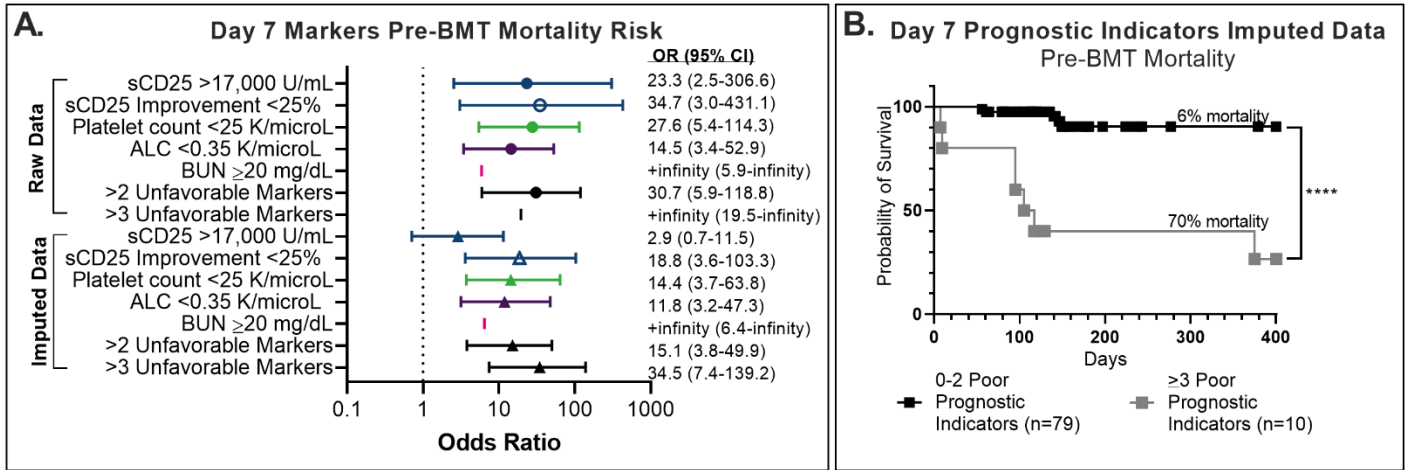 A.
Day 7 Markers Pre-BMT Mortality Risk
OR (95% CI)
Raw Data
sCD25 >17,000 U/mL 23.3 (2.5-306.6)
sCD25 Improvement <25% 34.7 (3.0-431.1)
Platelet count <25 K/microL 27.6 (5.4-114.3)
ALC <0.35 K/microL 14.5 (3.4-52.9)
BUN ≥20 mg/dL +infinity (5.9-infinity)
>2 Unfavorable Markers 30.7 (5.9-118.8)
>3 Unfavorable Markers +infinity (19.5-infinity)
Imputed Data
sCD25 >17,000 U/mL 2.9 (0.7-11.5)
sCD25 Improvement <25% 18.8 (3.6-103.3)
Platelet count <25 K/microL 14.4 (3.7-63.8)
ALC <0.35 K/microL 11.8 (3.2-47.3)
BUN ≥20 mg/dL +infinity (6.4-infinity)
>2 Unfavorable Markers 15.1 (3.8-49.9)
>3 Unfavorable Markers 34.5 (7.4-139.2)
0.1 1 10 100 1000
Odds Ratio
B.
Day 7 Prognostic Indicators Imputed Data
Pre-BMT Mortality
Probability of Survival
100
50
0
6% mortality
****
70% mortality
0 100 200 300 400
Days
0-2 Poor
Prognostic
Indicators (n=79)
≥3 Poor
Prognostic
Indicators (n=10)